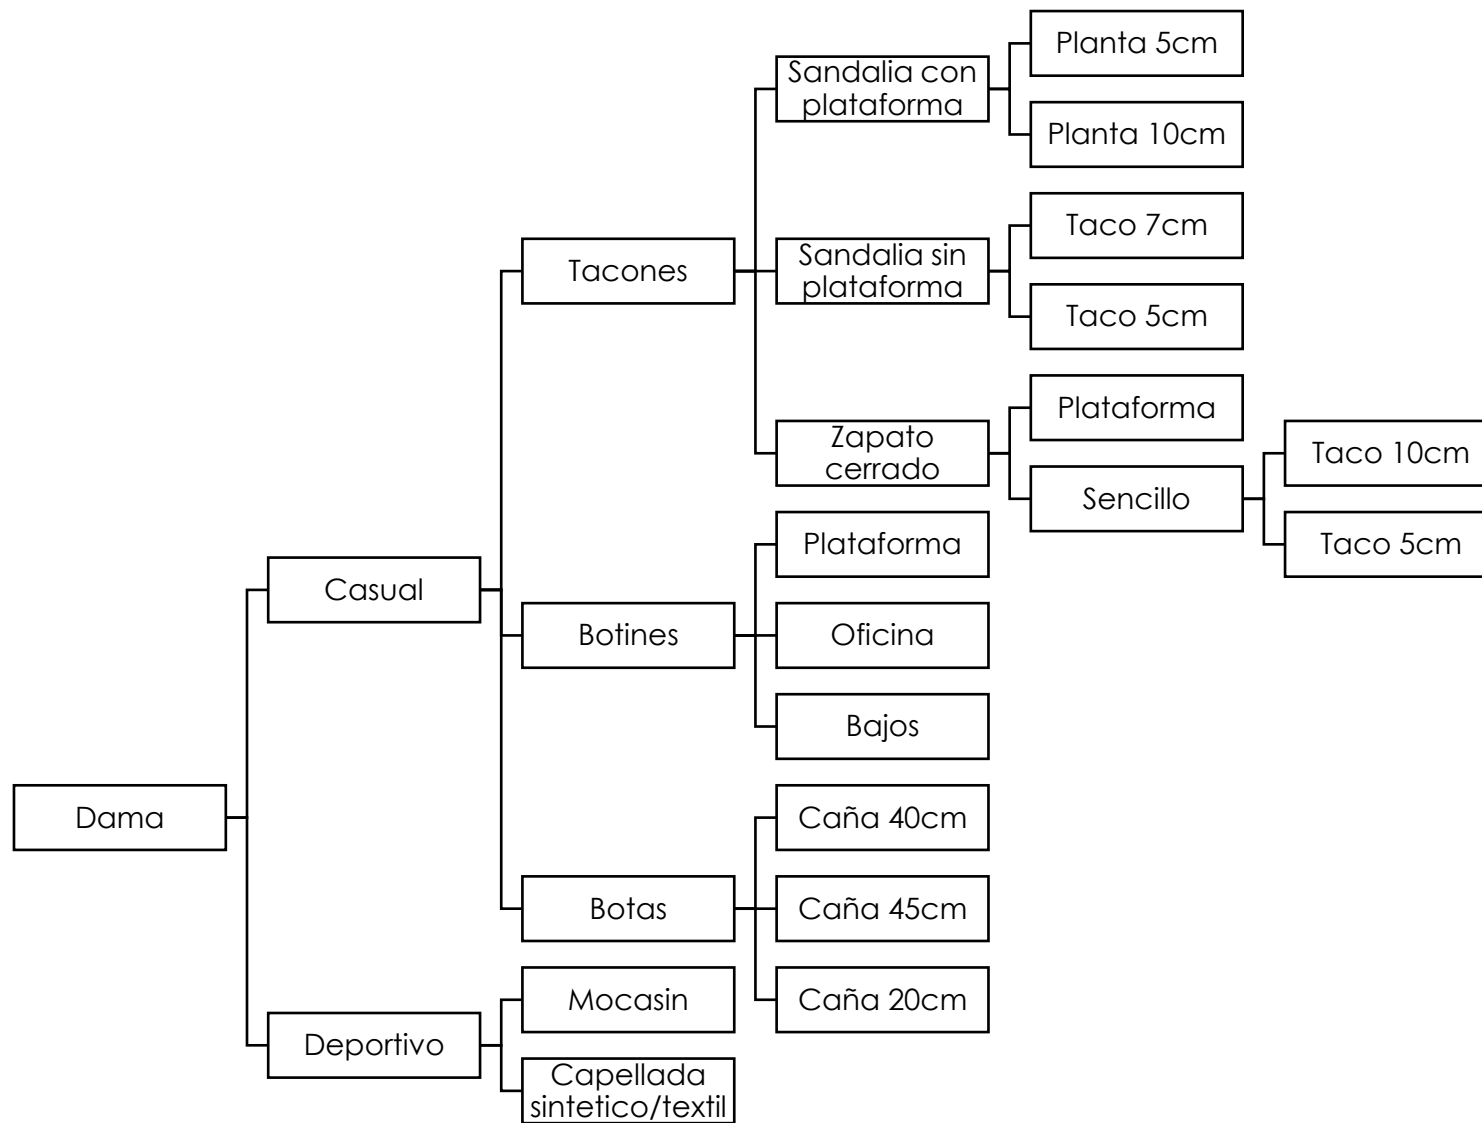 Dama
Casual
Tacones
Sandalia con
plataforma
Planta 5cm
Planta 10cm
Sandalia sin
plataforma
Taco 7cm
Taco 5cm
Zapato
cerrado
Plataforma
Sencillo
Taco 10cm
Taco 5cm
Botines
Plataforma
Oficina
Bajos
Botas
Caña 40cm
Caña 45cm
Caña 20cm
Deportivo
Mocasin
Capellada
sintetico/textil